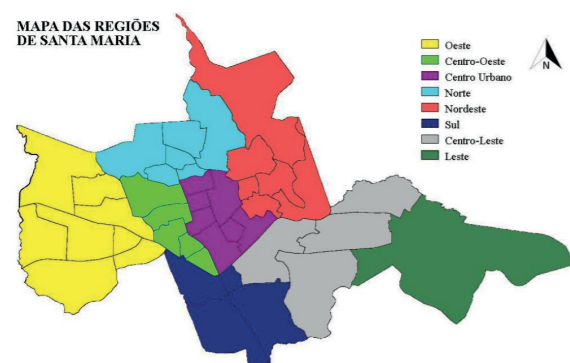 MAPA DAS REGIÕES
DE SANTA MARIA
Oeste
Centro-Oeste
Centro Urbano
Norte
Nordeste
Sul
Centro-Leste
Leste
N